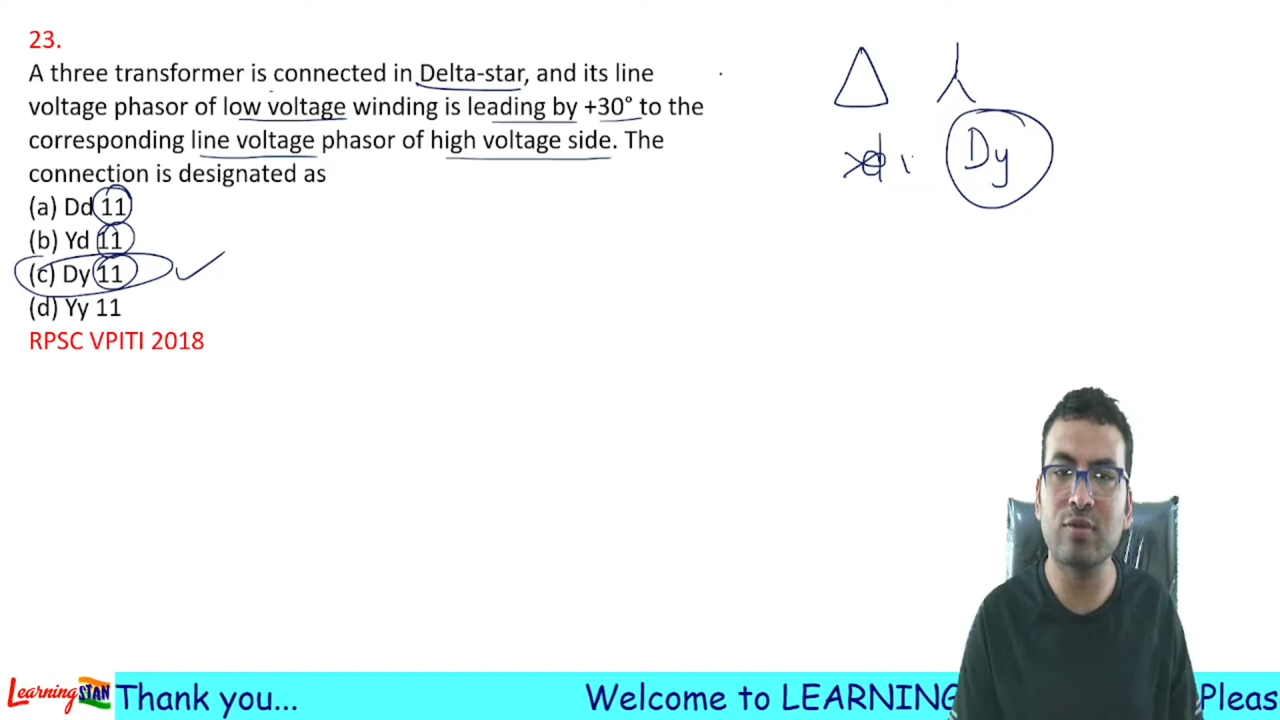 23.
A three transformer is connected in Delta-star, and its line
voltage phasor of low voltage winding is leading by +30° to the
corresponding line voltage phasor of high voltage side. The
connection is designated as
(a) Dd 11
(b) Yd 11
(c) Dy 11
(d) Yy 11
RPSC VPITI 2018
Δ
Dy
Learning STAN
Thank you...
Welcome to LEARNING
Pleas